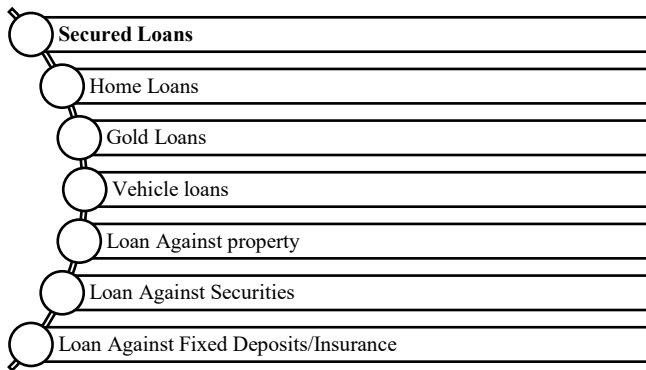 Secured Loans
Home Loans
Gold Loans
Vehicle loans
Loan Against property
Loan Against Securities
Loan Against Fixed Deposits/Insurance